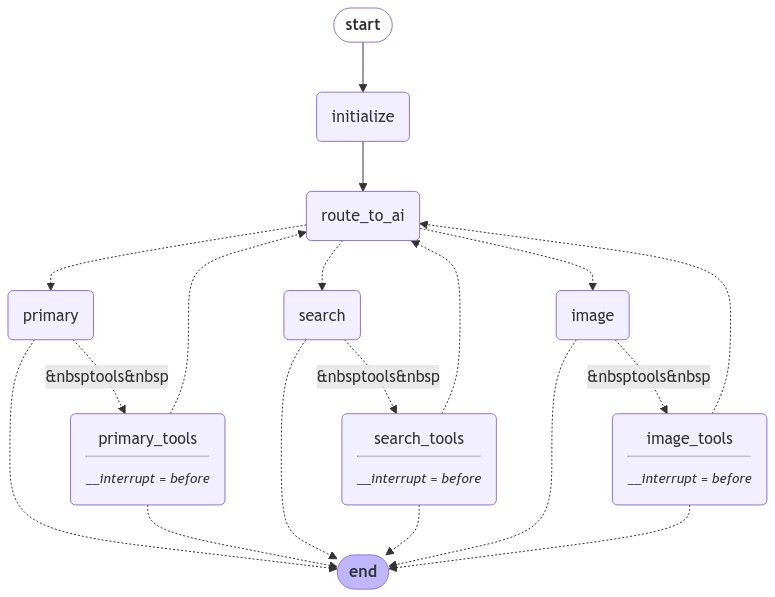 start
initialize
route_to_ai
primary
search
image
&nbsptools&nbsp
&nbsptools&nbsp
&nbsptools&nbsp
primary_tools
__interrupt = before
search_tools
__interrupt = before
image_tools
__interrupt = before
end